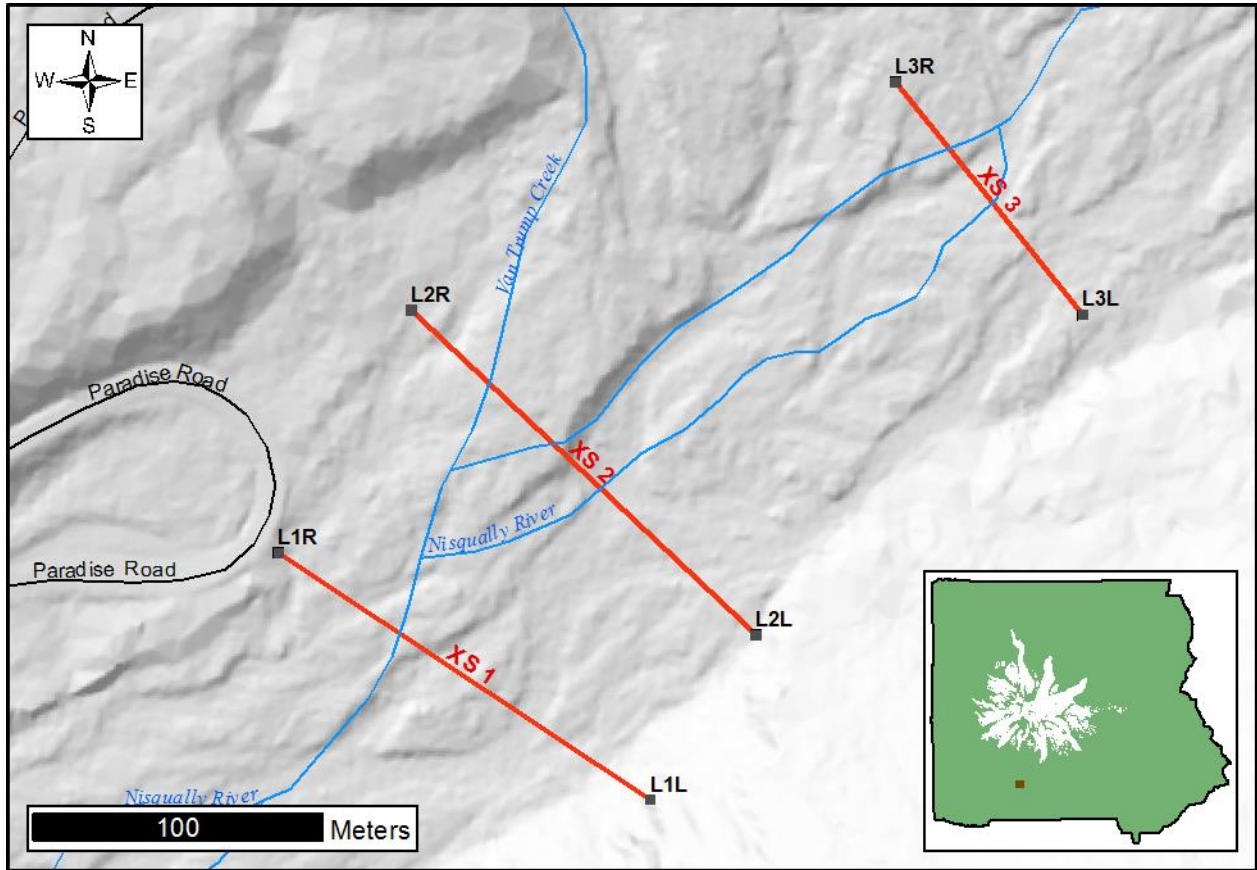 N
W E
S
L3R
XS 3
L3L
Van Trump Creek
L2R
XS 2
L2L
Paradise Road
Nisqually River
L1R
Paradise Road
XS 1
L1L
Nisqually River
100 Meters